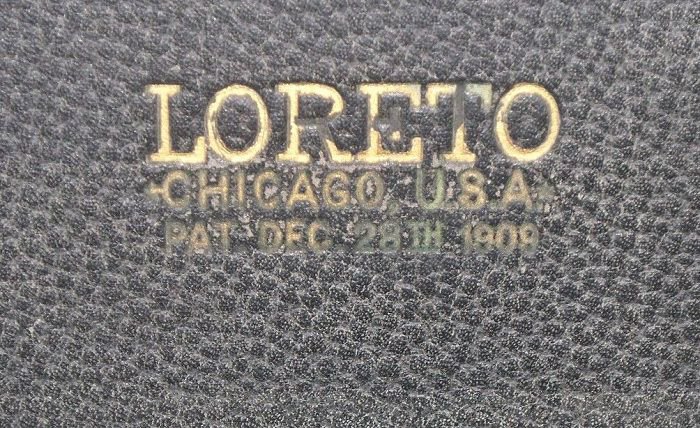 LORETO
-CHICAGO, U.S.A.-
PAT. DEC. 28TH 1909